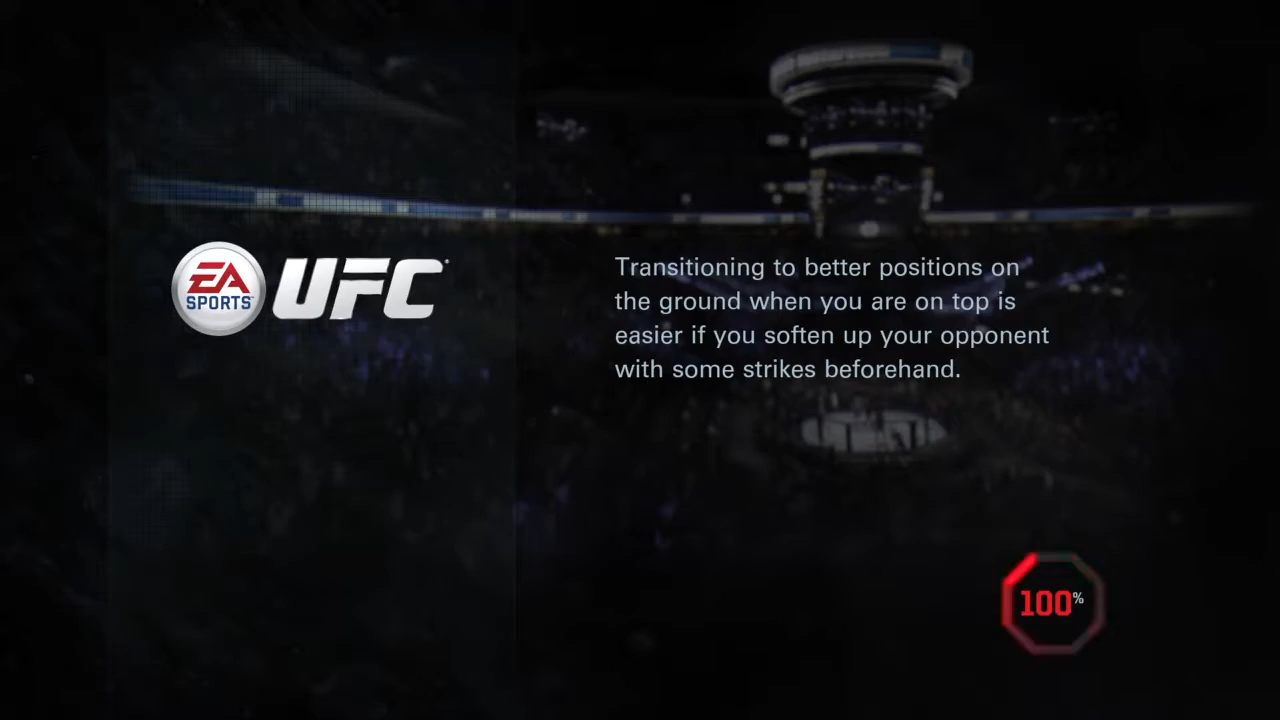 EA
SPORTS
UFC
Transitioning to better positions on
the ground when you are on top is
easier if you soften up your opponent
with some strikes beforehand.
100%